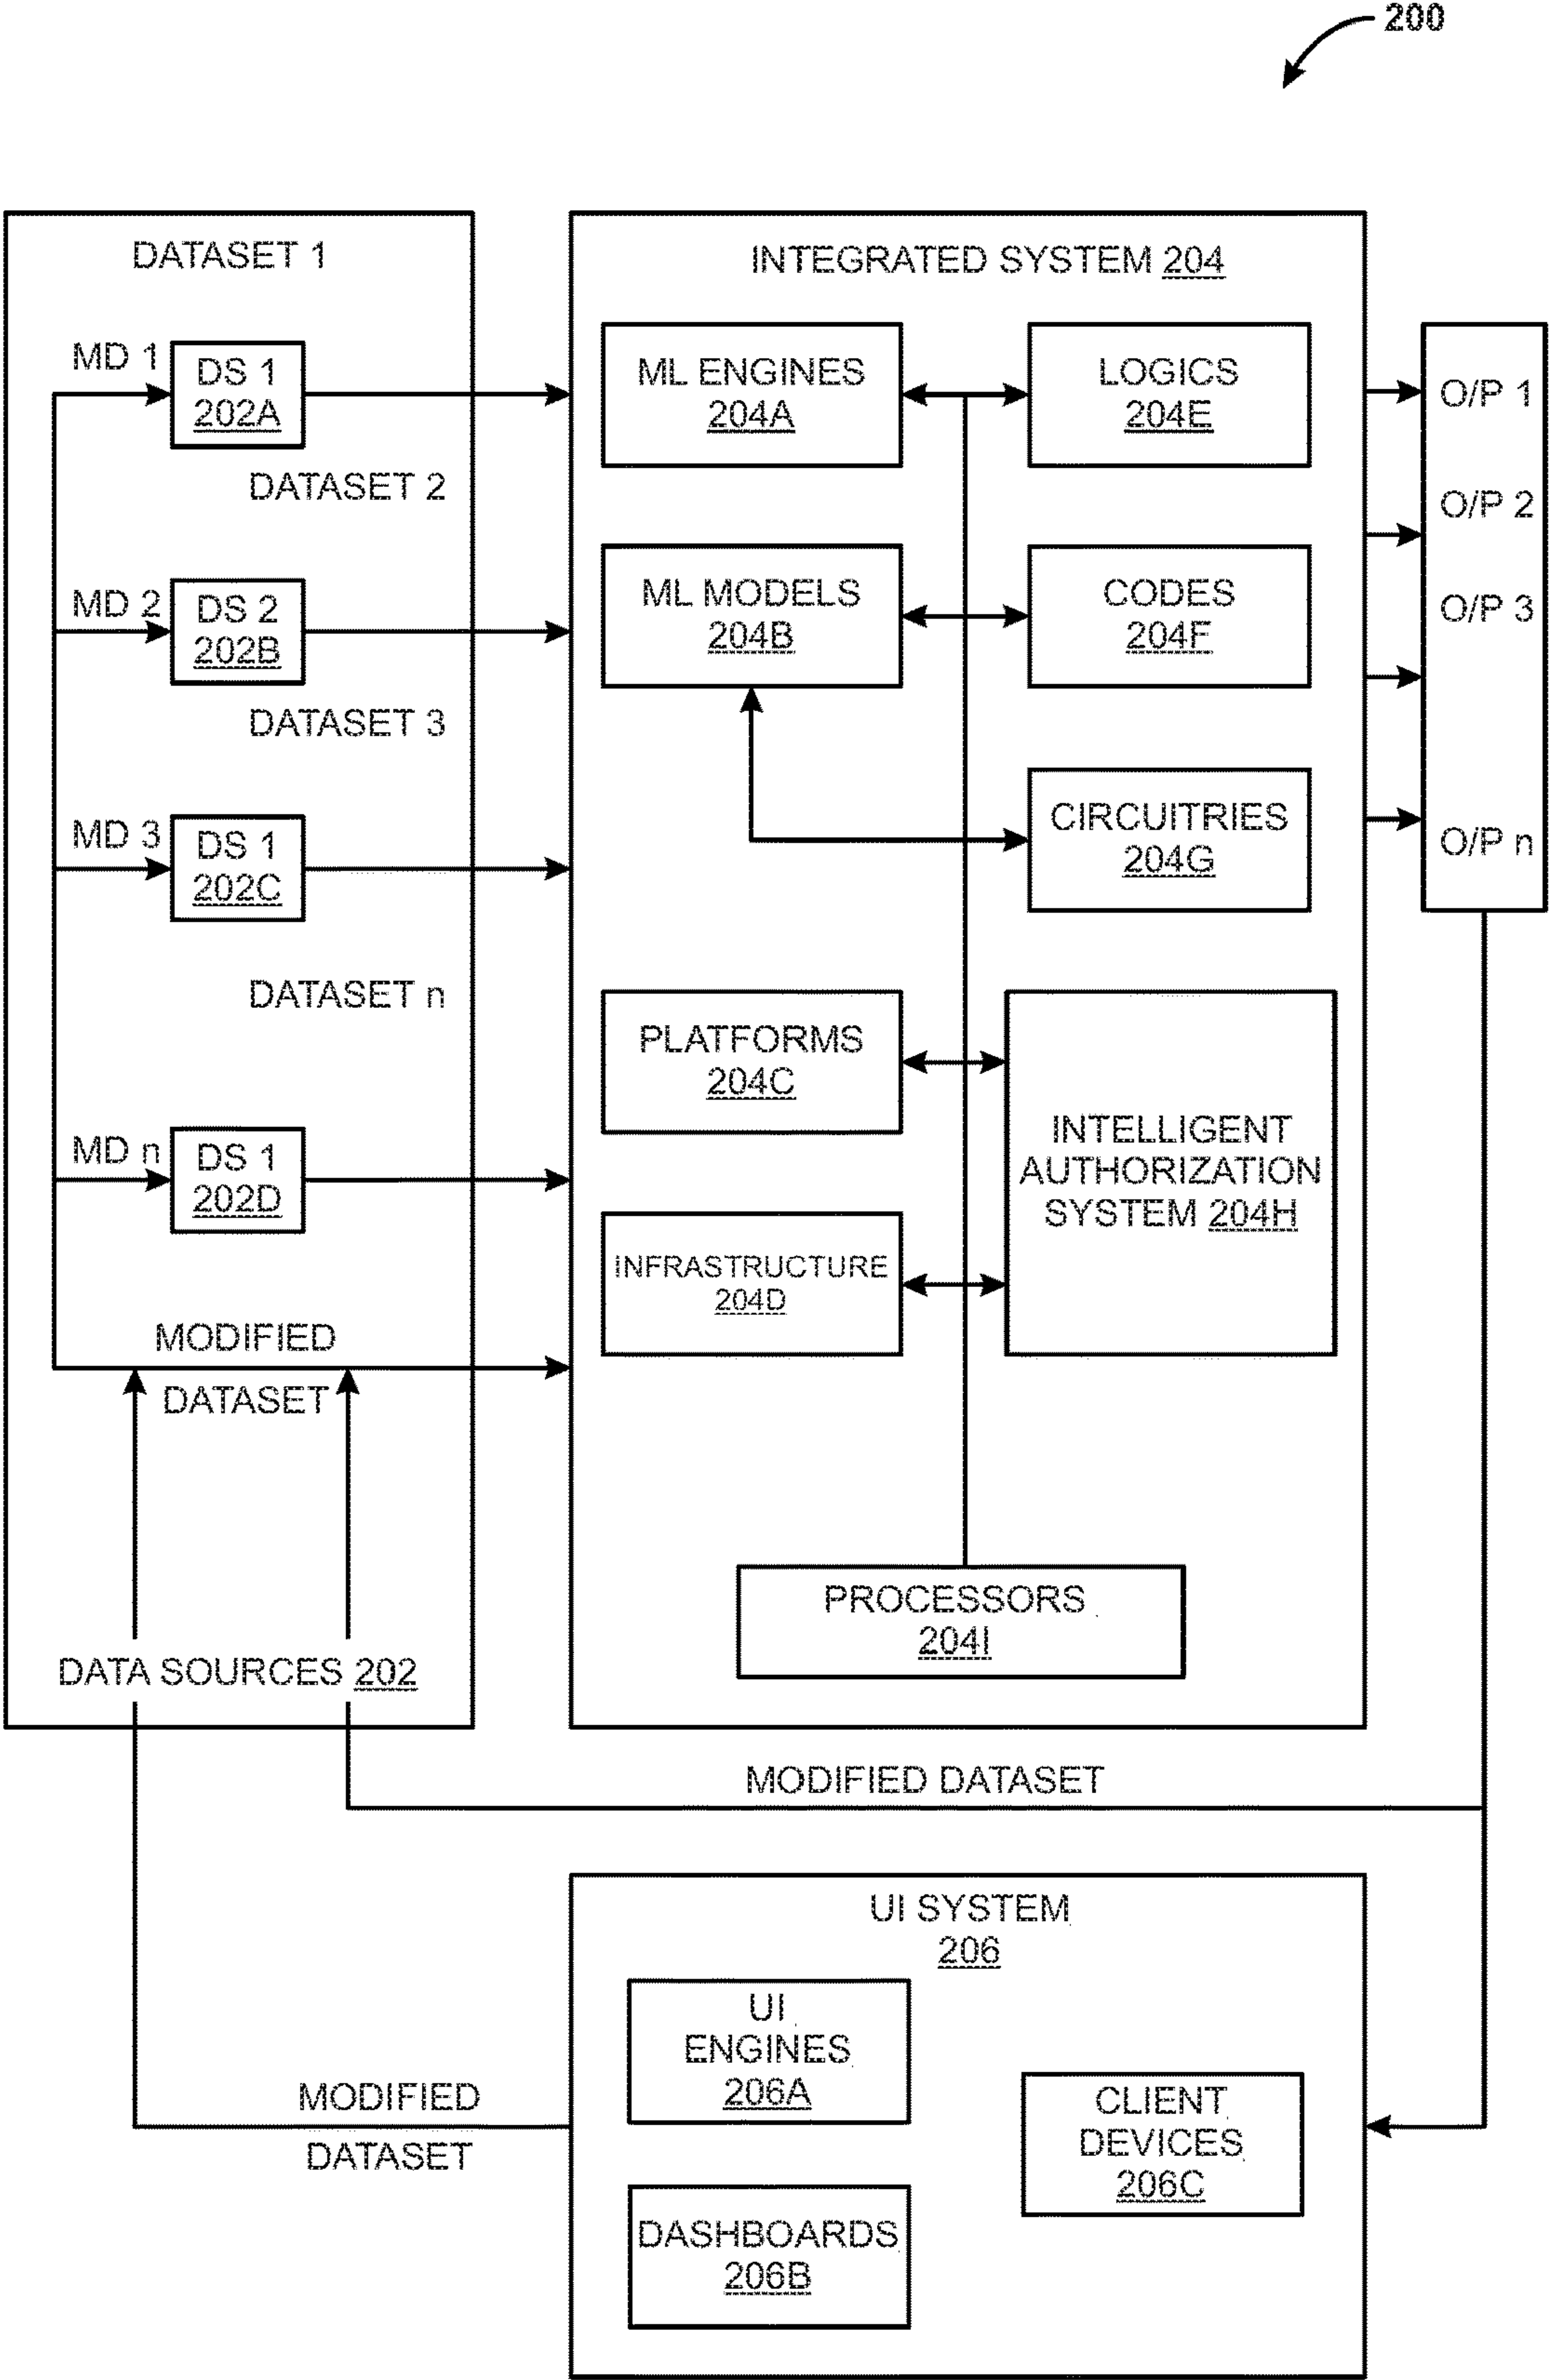 200
DATASET 1
MD 1
DS 1
202A
DATASET 2
MD 2
DS 2
202B
DATASET 3
MD 3
DS 1
202C
DATASET n
MD n
DS 1
202D
MODIFIED
DATASET
DATA SOURCES 202
INTEGRATED SYSTEM 204
ML ENGINES
204A
LOGICS
204E
ML MODELS
204B
CODES
204F
CIRCUITRIES
204G
PLATFORMS
204C
INTELLIGENT
AUTHORIZATION
SYSTEM 204H
INFRASTRUCTURE
204D
PROCESSORS
204I
O/P 1
O/P 2
O/P 3
O/P n
MODIFIED DATASET
UI SYSTEM
206
UI
ENGINES
206A
CLIENT
DEVICES
206C
DASHBOARDS
206B
MODIFIED
DATASET